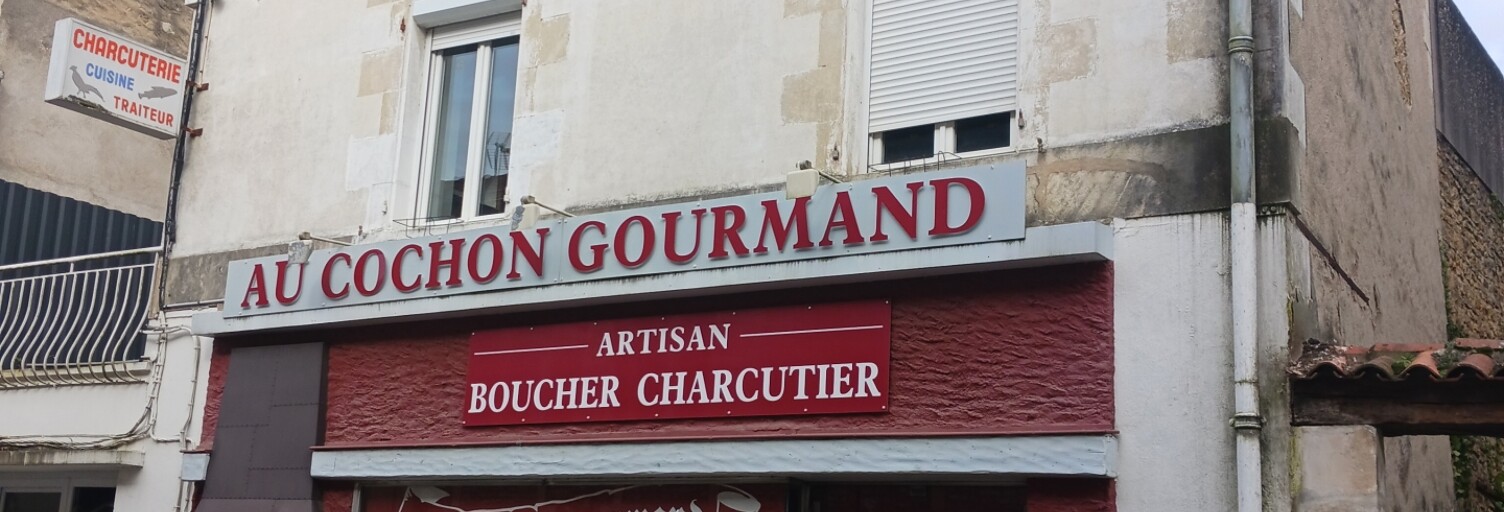 CHARCUTERIE
CUISINE
TRAITEUR
AU COCHON GOURMAND
ARTISAN
BOUCHER CHARCUTIER